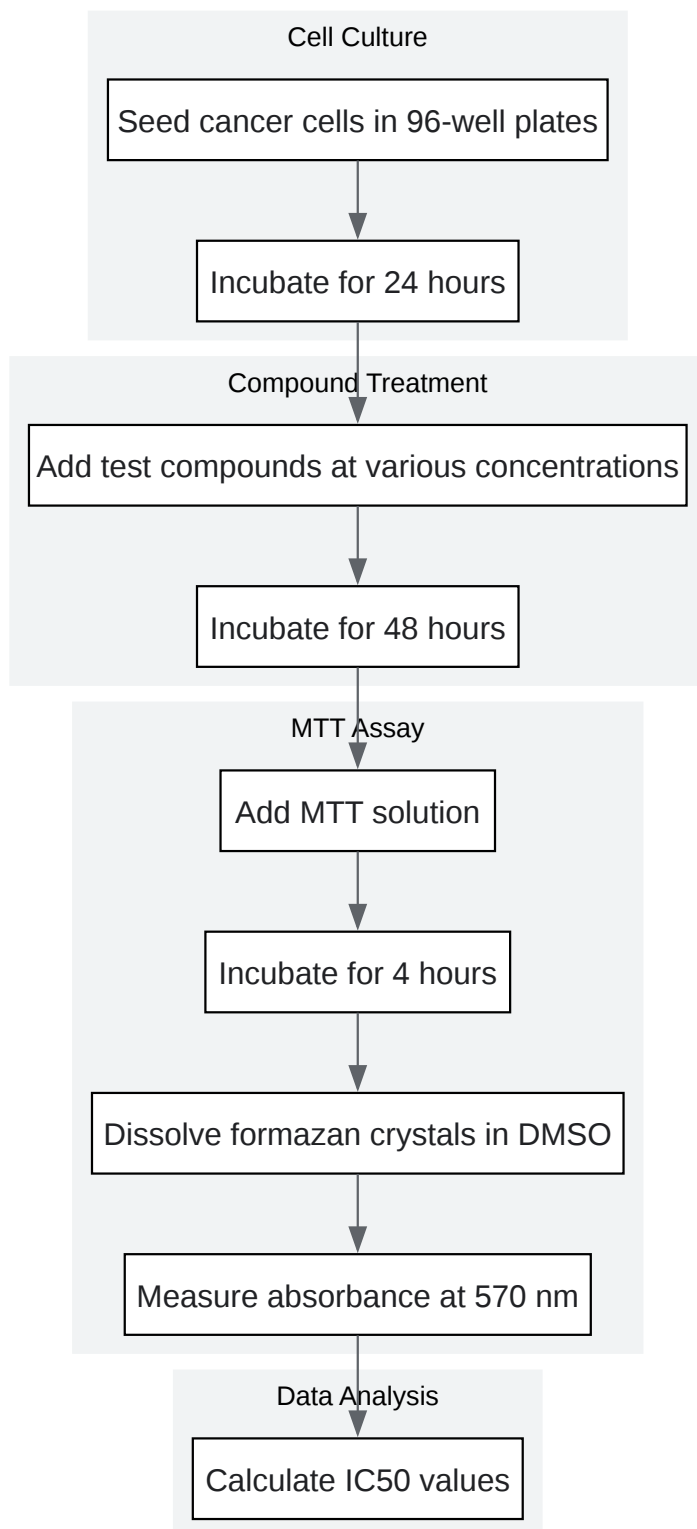 Cell Culture
Seed cancer cells in 96-well plates
Incubate for 24 hours
Compound Treatment
Add test compounds at various concentrations
Incubate for 48 hours
MTT Assay
Add MTT solution
Incubate for 4 hours
Dissolve formazan crystals in DMSO
Measure absorbance at 570 nm
Data Analysis
Calculate IC50 values